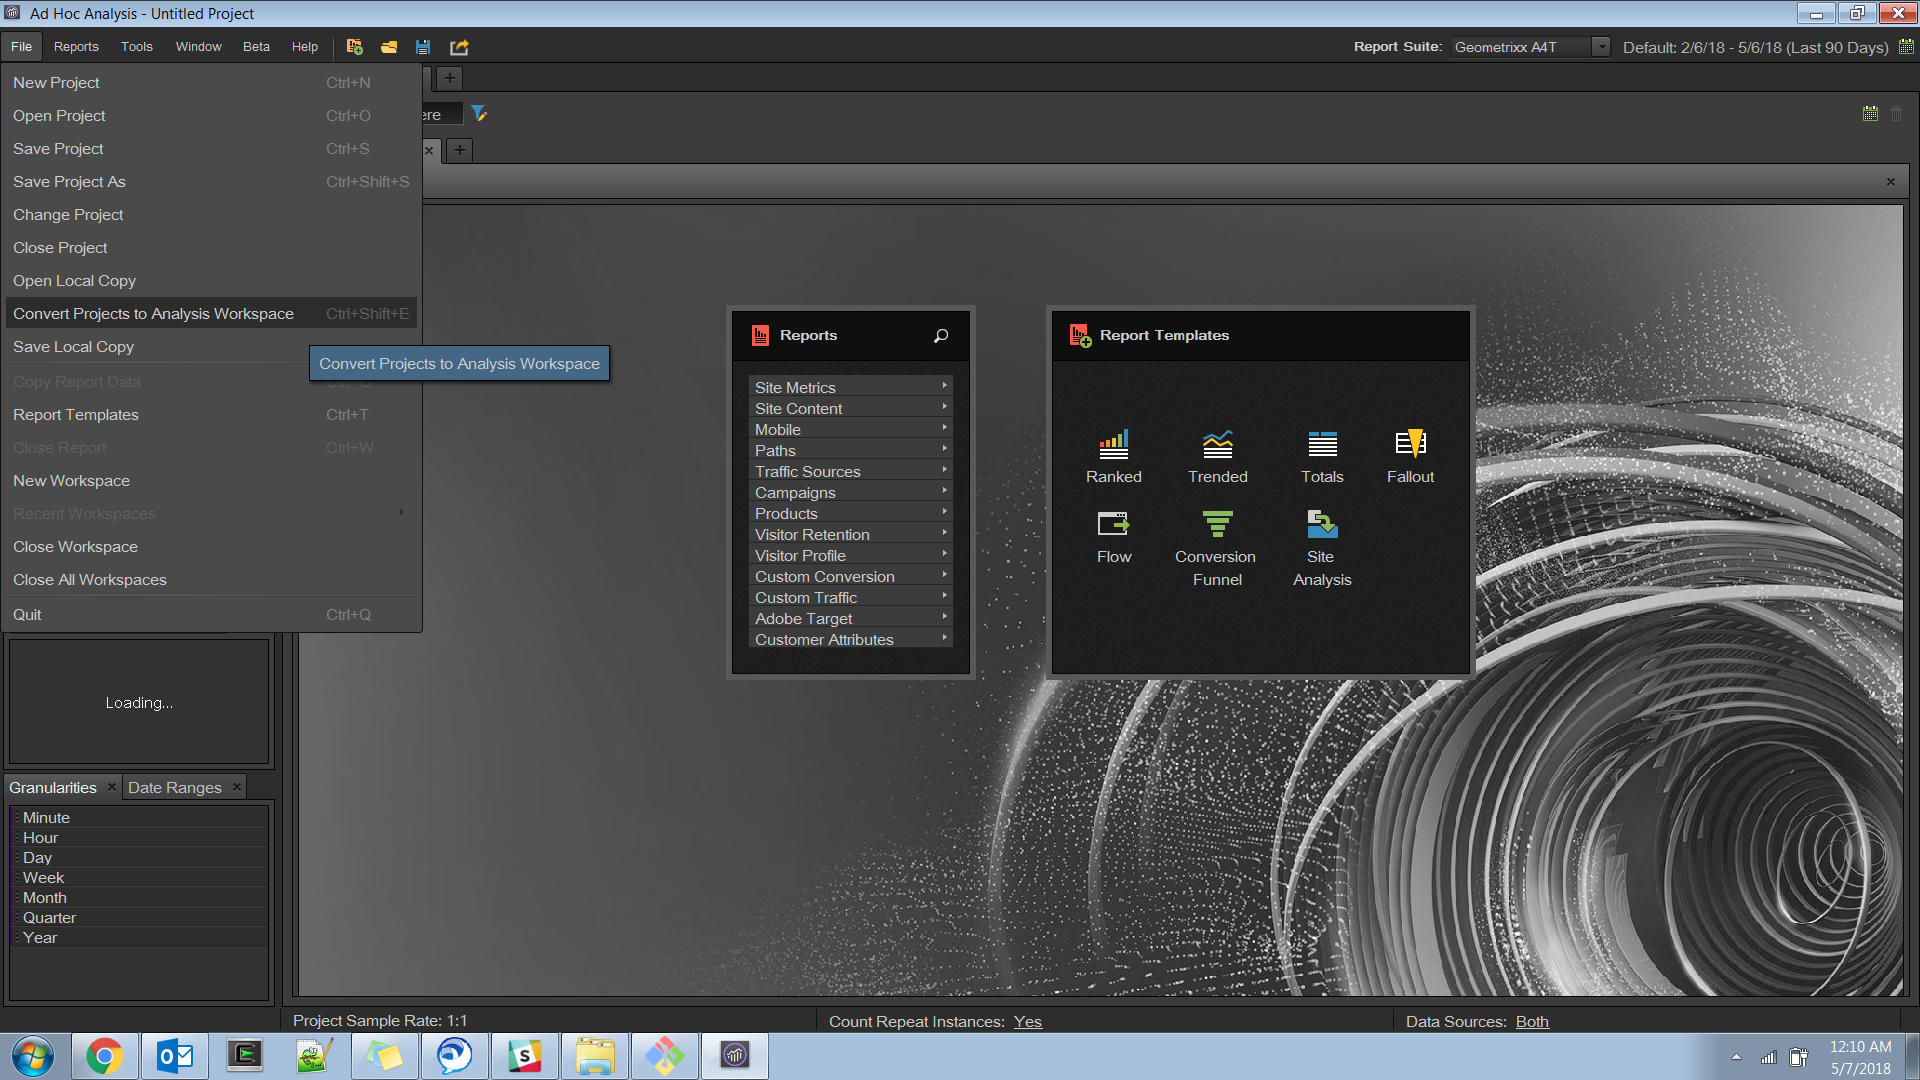 Ad Hoc Analysis - Untitled Project
File Reports Tools Window Beta Help
Report Suite: Geometrixx A4T Default: 2/6/18 - 5/6/18 (Last 90 Days)
New Project Ctrl+N
Open Project Ctrl+O
Save Project Ctrl+S
Save Project As Ctrl+Shift+S
Change Project
Close Project
Open Local Copy
Convert Projects to Analysis Workspace Ctrl+Shift+E
Save Local Copy
Convert Projects to Analysis Workspace
Copy Report Data
Report Templates Ctrl+T
Close Report Ctrl+W
New Workspace
Recent Workspaces
Close Workspace
Close All Workspaces
Quit Ctrl+Q
ere
Reports
Site Metrics
Site Content
Mobile
Paths
Traffic Sources
Campaigns
Products
Visitor Retention
Visitor Profile
Custom Conversion
Custom Traffic
Adobe Target
Customer Attributes
Report Templates
Ranked Trended Totals Fallout
Flow Conversion Funnel Site Analysis
Loading...
Granularities Date Ranges
Minute
Hour
Day
Week
Month
Quarter
Year
Project Sample Rate: 1:1 Count Repeat Instances: Yes Data Sources: Both
12:10 AM
5/7/2018